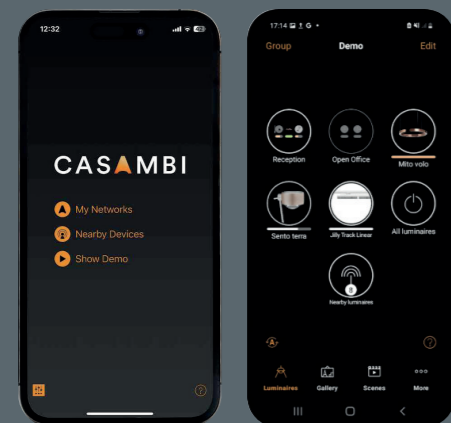 12:32
CASAMBI
My Networks
Nearby Devices
Show Demo
?
17:14
Group
Demo
Edit
Reception
Open Office
Mito volo
Sento terra
Jilly Track Linear
All luminaires
Nearby luminaires
A
?
Luminaires
Gallery
Scenes
More